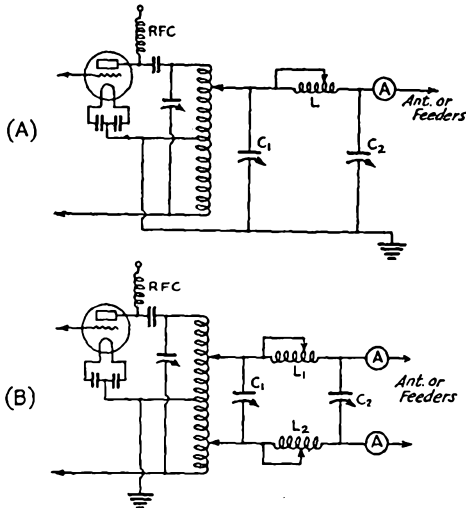 RFC
(A)
L
C1
C2
A
Ant. or
Feeders
RFC
(B)
L1
C1
C2
L2
A
Ant. or
Feeders
A